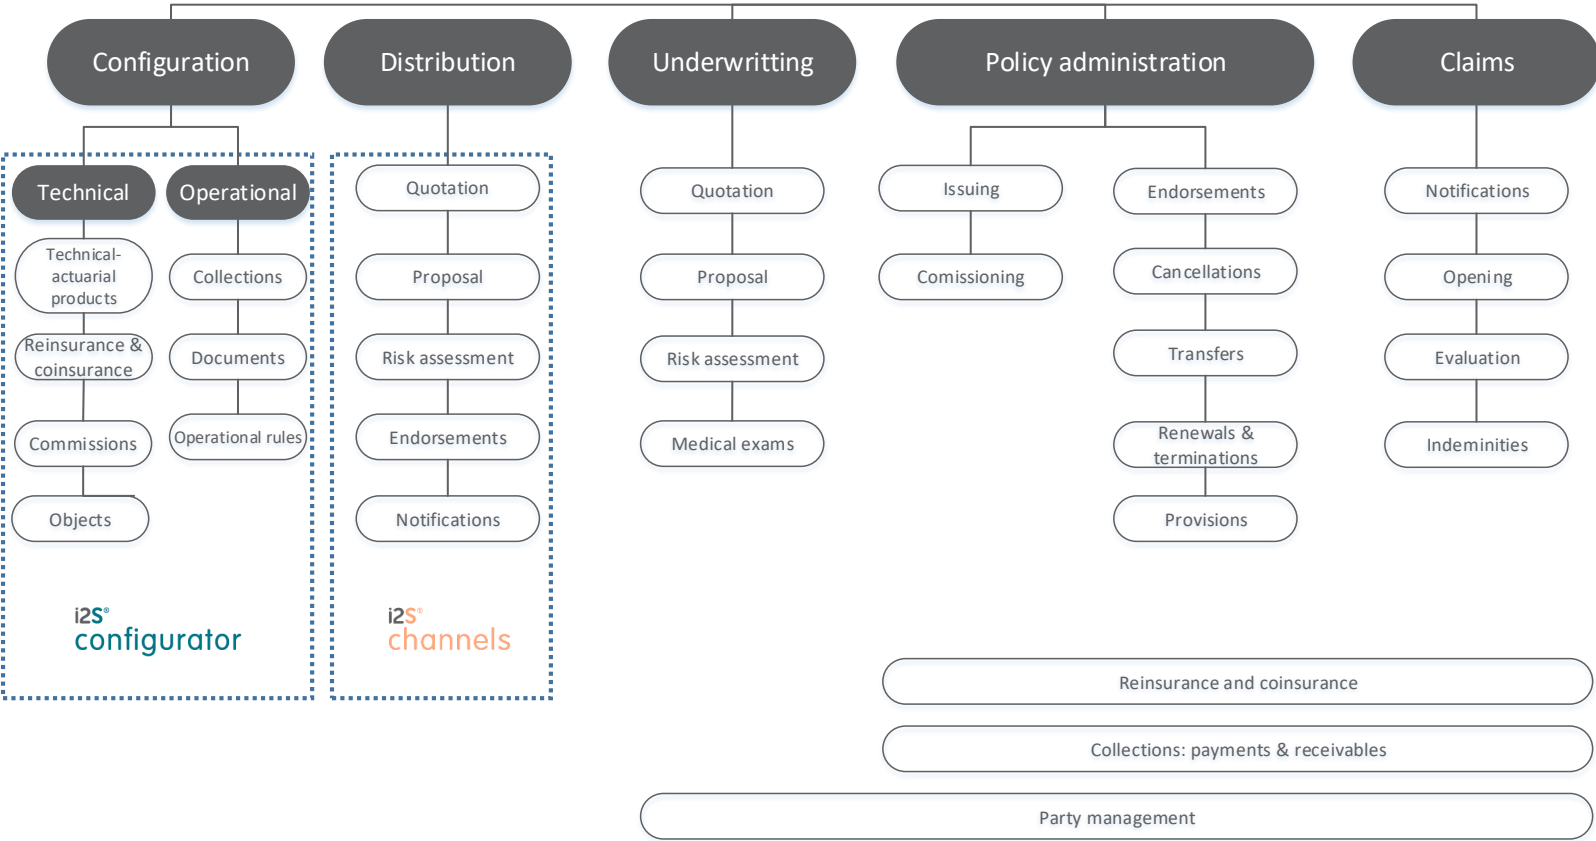 Configuration
Distribution
Underwritting
Policy administration
Claims
Technical
Operational
Technical-
actuarial
products
Reinsurance &
coinsurance
Commissions
Objects
Collections
Documents
Operational rules
i2S®
configurator
Quotation
Proposal
Risk assessment
Endorsements
Notifications
i2S®
channels
Quotation
Proposal
Risk assessment
Medical exams
Issuing
Comissioning
Endorsements
Cancellations
Transfers
Renewals &
terminations
Provisions
Notifications
Opening
Evaluation
Indeminities
Reinsurance and coinsurance
Collections: payments & receivables
Party management